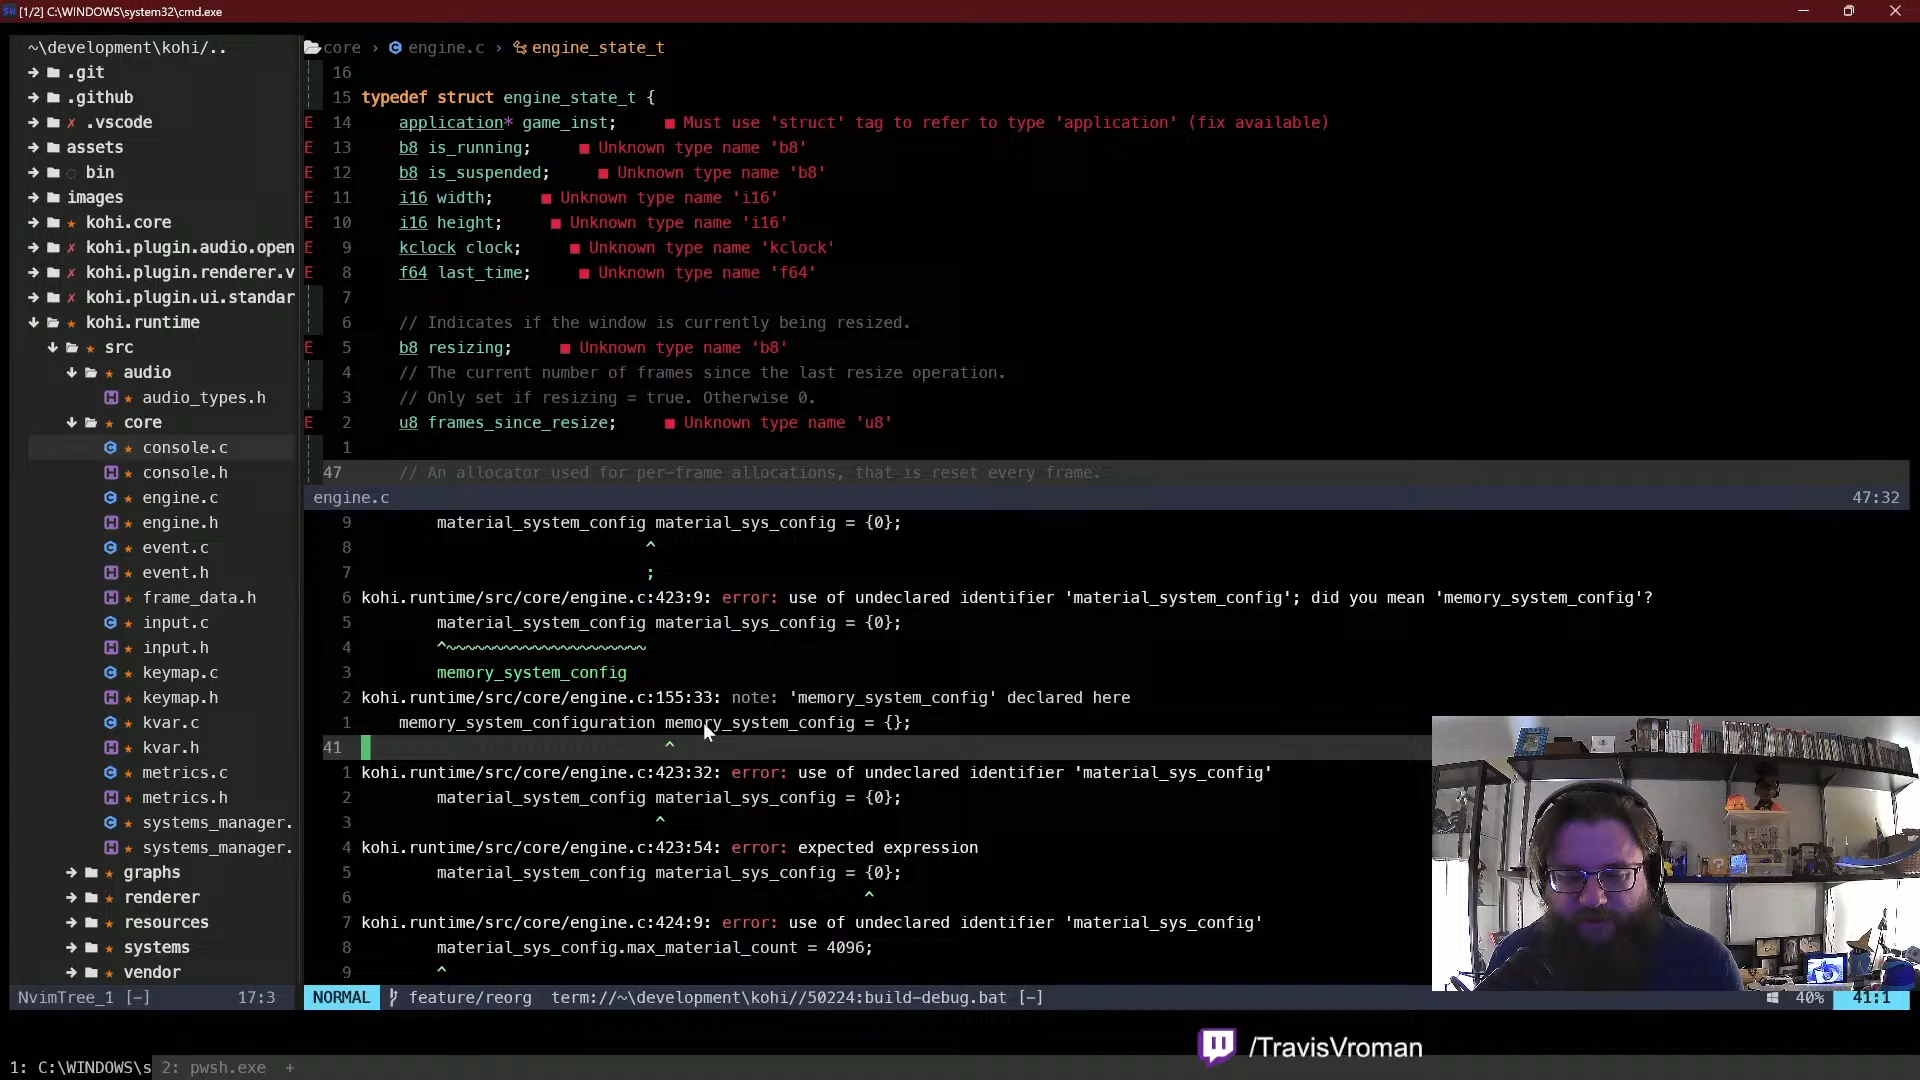 [1/2] C:\WINDOWS\system32\cmd.exe
~\development\kohi/..
.git
.github
✗ .vscode
assets
bin
images
kohi.core
✗ kohi.plugin.audio.open
✗ kohi.plugin.renderer.v
✗ kohi.plugin.ui.standar
kohi.runtime
src
audio
audio_types.h
core
console.c
console.h
engine.c
engine.h
event.c
event.h
frame_data.h
input.c
input.h
keymap.c
keymap.h
kvar.c
kvar.h
metrics.c
metrics.h
systems_manager.
systems_manager.
graphs
renderer
resources
systems
vendor
NvimTree_1 [-] 17:3
core › engine.c › engine_state_t
16
15 typedef struct engine_state_t {
E 14 application* game_inst; ■ Must use 'struct' tag to refer to type 'application' (fix available)
E 13 b8 is_running; ■ Unknown type name 'b8'
E 12 b8 is_suspended; ■ Unknown type name 'b8'
E 11 i16 width; ■ Unknown type name 'i16'
E 10 i16 height; ■ Unknown type name 'i16'
E 9 kclock clock; ■ Unknown type name 'kclock'
E 8 f64 last_time; ■ Unknown type name 'f64'
7
6 // Indicates if the window is currently being resized.
E 5 b8 resizing; ■ Unknown type name 'b8'
4 // The current number of frames since the last resize operation.
3 // Only set if resizing = true. Otherwise 0.
E 2 u8 frames_since_resize; ■ Unknown type name 'u8'
1
47 // An allocator used for per-frame allocations, that is reset every frame.
engine.c 47:32
9 material_system_config material_sys_config = {0};
8 ^
7 ;
6 kohi.runtime/src/core/engine.c:423:9: error: use of undeclared identifier 'material_system_config'; did you mean 'memory_system_config'?
5 material_system_config material_sys_config = {0};
4 ^~~~~~~~~~~~~~~~~~~~~~
3 memory_system_config
2 kohi.runtime/src/core/engine.c:155:33: note: 'memory_system_config' declared here
1 memory_system_configuration memory_system_config = {};
41 ^
1 kohi.runtime/src/core/engine.c:423:32: error: use of undeclared identifier 'material_sys_config'
2 material_system_config material_sys_config = {0};
3 ^
4 kohi.runtime/src/core/engine.c:423:54: error: expected expression
5 material_system_config material_sys_config = {0};
6 ^
7 kohi.runtime/src/core/engine.c:424:9: error: use of undeclared identifier 'material_sys_config'
8 material_sys_config.max_material_count = 4096;
9 ^
NORMAL feature/reorg term://~\development\kohi//50224:build-debug.bat [-] 40% 41:1
/TravisVroman
1: C:\WINDOWS\s 2: pwsh.exe +